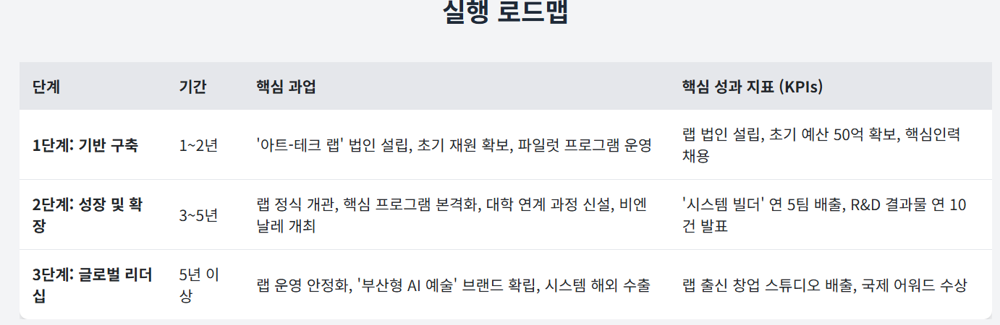 실행 로드맵
단계 기간 핵심 과업 핵심 성과 지표 (KPIs)
1단계: 기반 구축 1~2년 '아트-테크 랩' 법인 설립, 초기 재원 확보, 파일럿 프로그램 운영
랩 법인 설립, 초기 예산 50억 확보, 핵심인력
채용
2단계: 성장 및 확
장
3~5년
랩 정식 개관, 핵심 프로그램 본격화, 대학 연계 과정 신설, 비엔
날레 개최
'시스템 빌더' 연 5팀 배출, R&D 결과물 연 10
건 발표
3단계: 글로벌 리더
십
5년 이
상
랩 운영 안정화, '부산형 AI 예술' 브랜드 확립, 시스템 해외 수출
랩 출신 창업 스튜디오 배출, 국제 어워드 수상